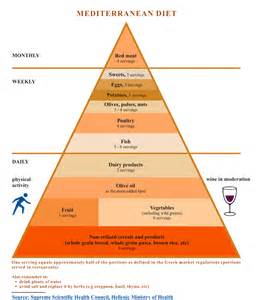 MEDITERRANEAN DIET
MONTHLY
Red meat
4 servings
WEEKLY
Sweets, 3 servings
Eggs, 3 servings
Potatoes, 3 servings
Olives, pulses, nuts
3 - 4 servings
Poultry
4 servings
Fish
5 - 6 servings
DAILY
Dairy products
2 servings
physical
activity
wine in moderation
Olive oil
as the main added lipid
Fruit
3 servings
Vegetables
(including wild greens)
6 servings
Non-refined cereals and products
(whole grain bread, whole grain pasta, brown rice, etc)
8 servings
One serving equals approximately half of the portions as defined in the Greek market regulations (portions
served in restaurants)
Also remember to:
drink plenty of water
avoid salt and replace it by herbs (e.g. oregano, basil, thyme, etc)
Source: Supreme Scientific Health Council, Hellenic Ministry of Health